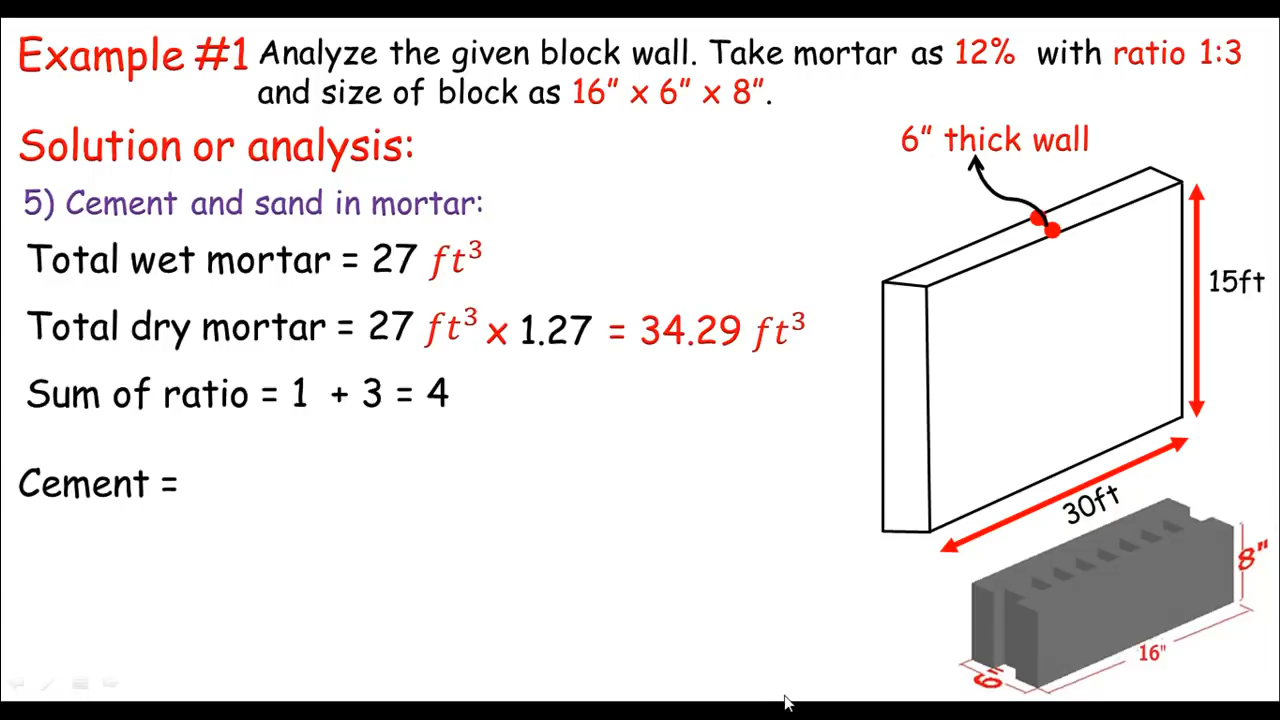 Example #1 Analyze the given block wall. Take mortar as 12% with ratio 1:3
and size of block as 16” x 6” x 8”.
Solution or analysis:
6” thick wall
5) Cement and sand in mortar:
Total wet mortar = 27 ft³
15ft
Total dry mortar = 27 ft³ x 1.27 = 34.29 ft³
Sum of ratio = 1 + 3 = 4
Cement =
30ft
8"
16"
6"